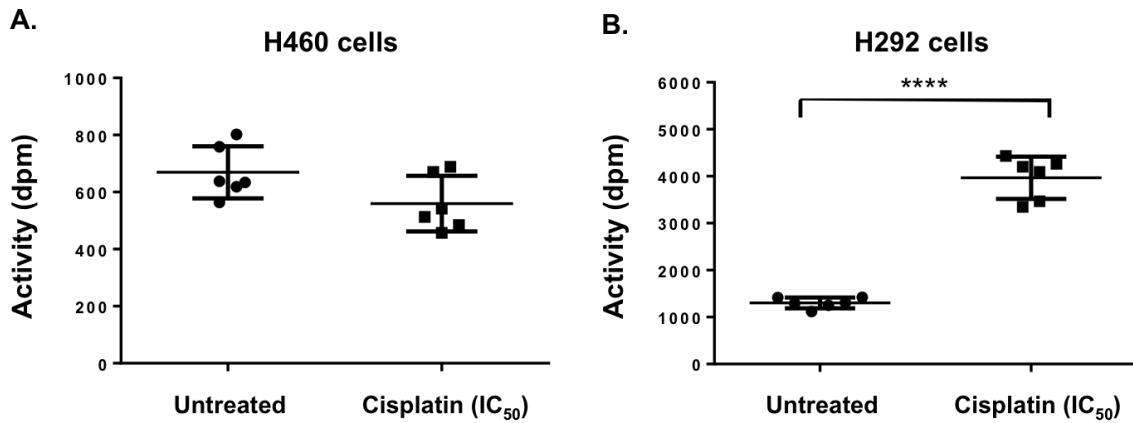 A.
H460 cells
Activity (dpm)
1000
800
600
400
200
0
Untreated
Cisplatin (IC50)
B.
H292 cells
****
Activity (dpm)
6000
5000
4000
3000
2000
1000
0
Untreated
Cisplatin (IC50)